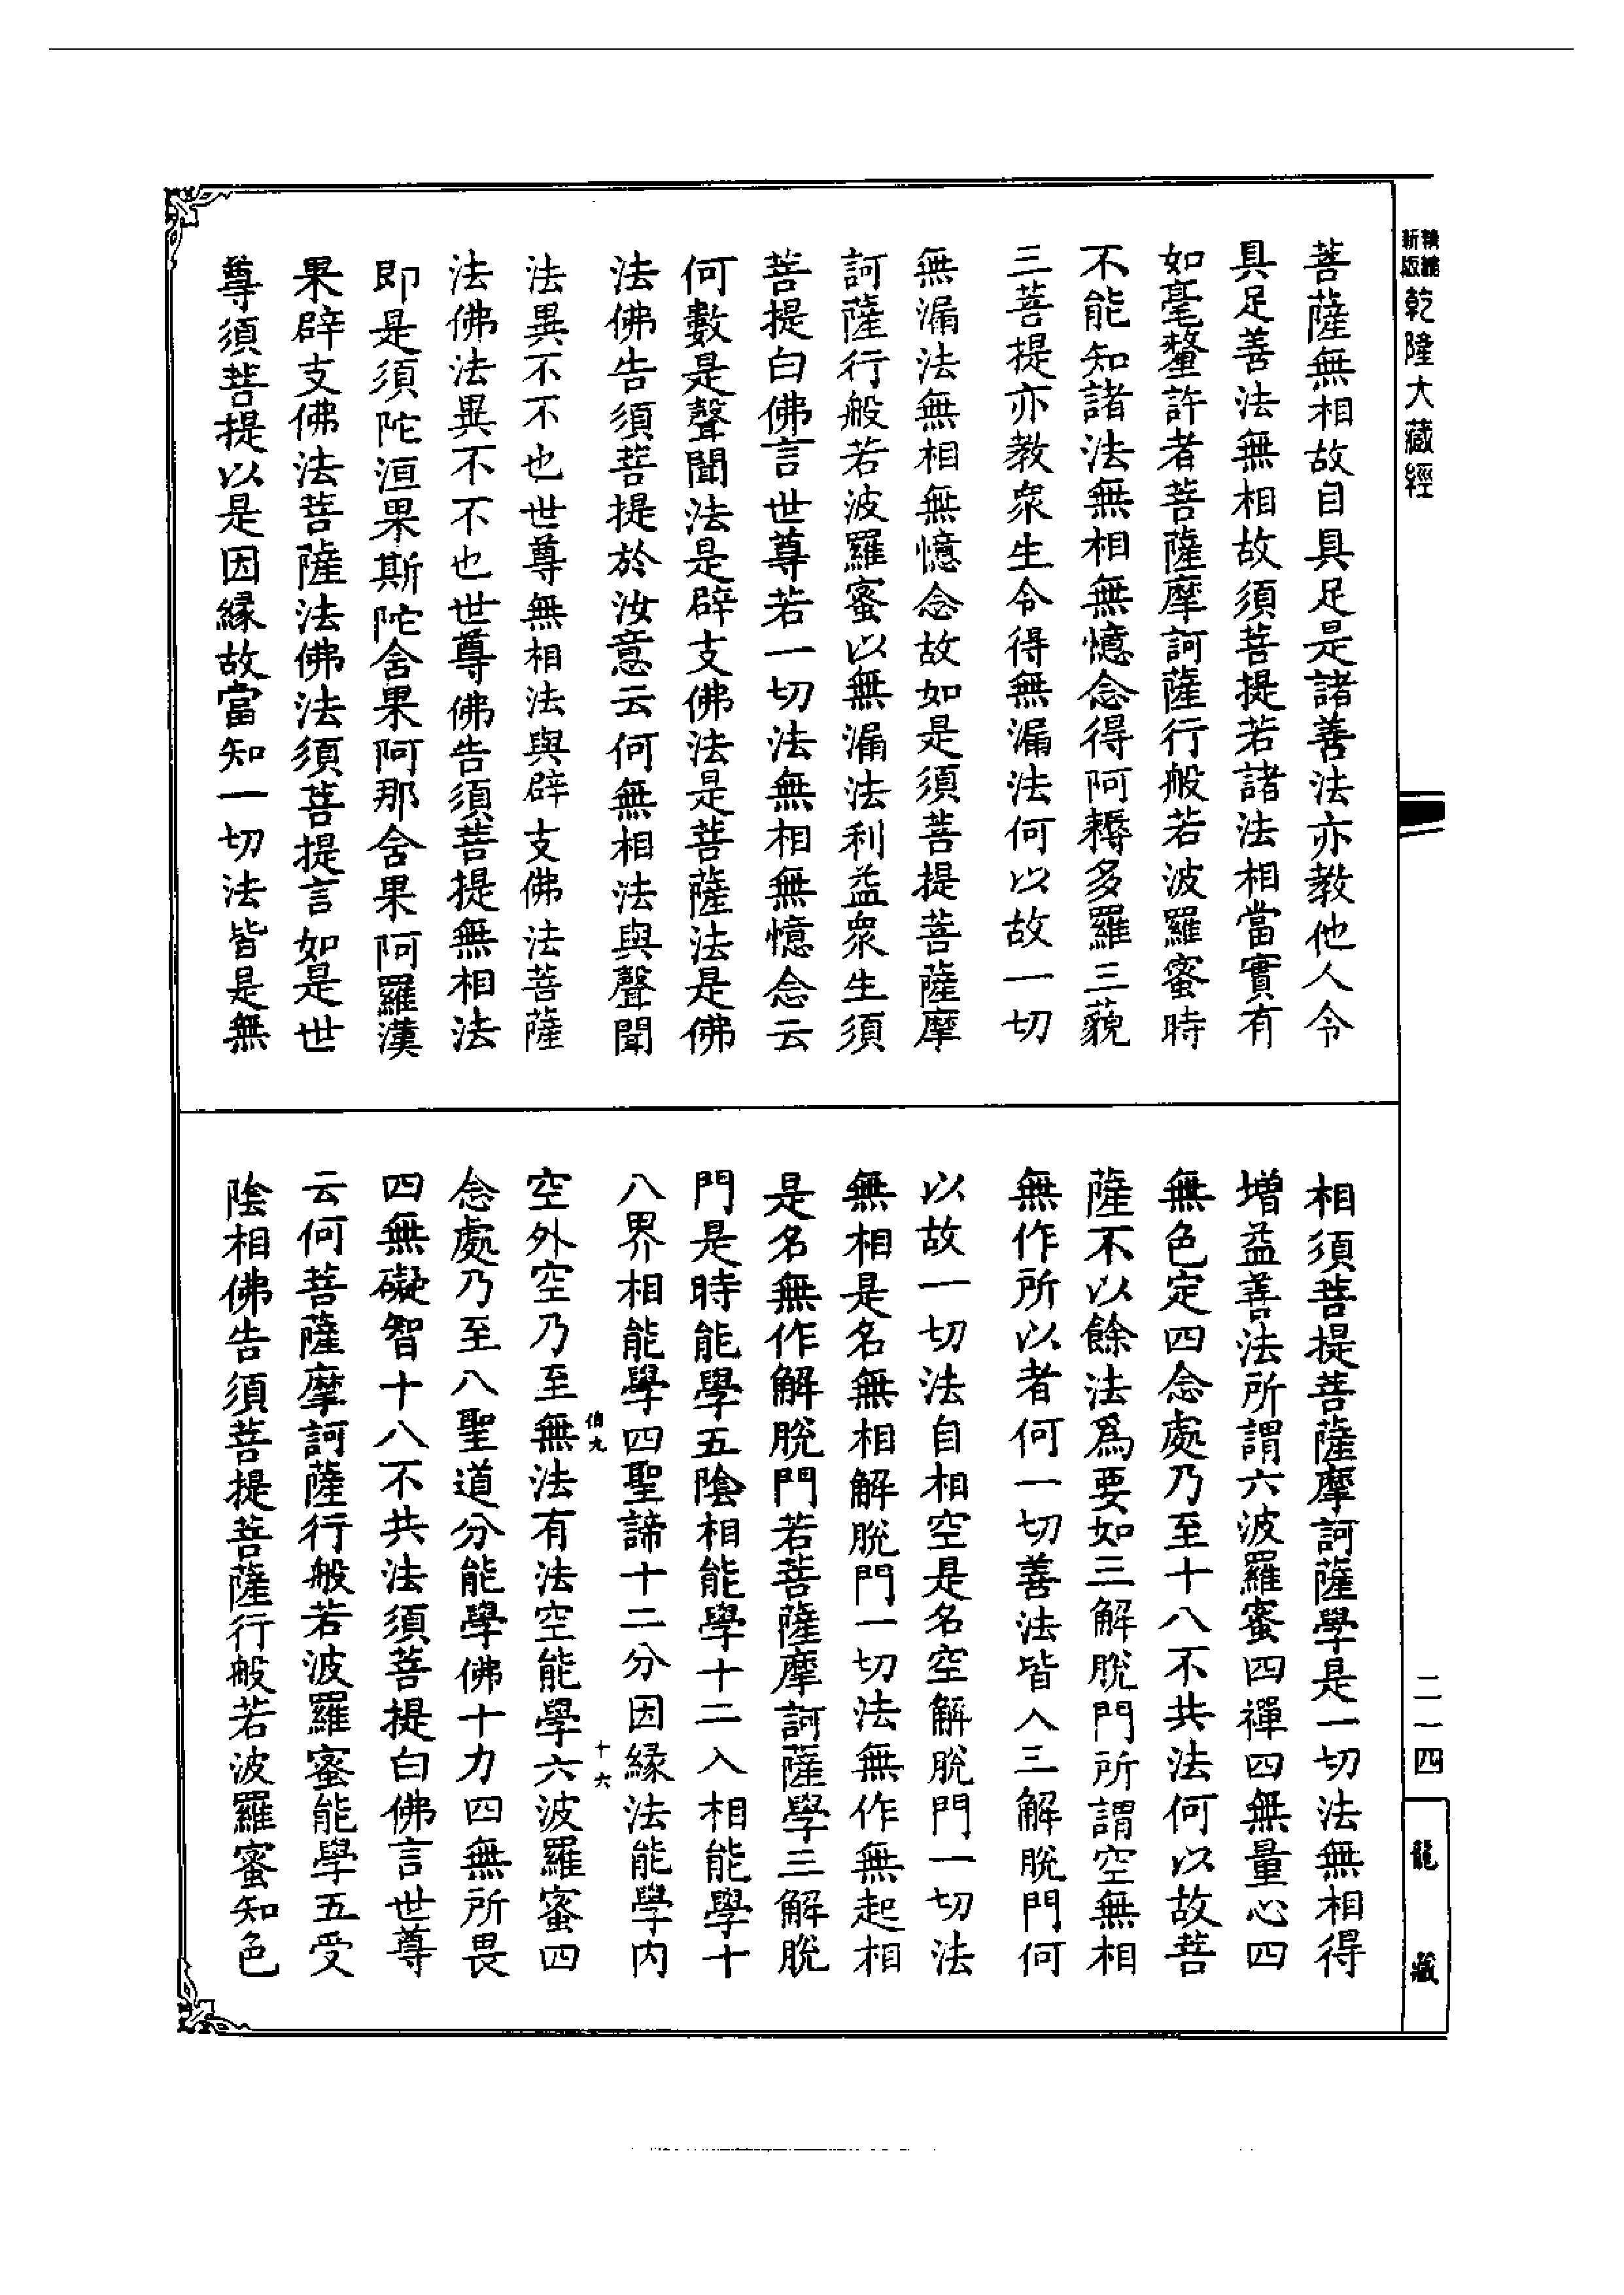 精縮新版乾隆大藏經
菩薩無相故自具足是諸善法亦教他人令
具足善法無相故須菩提若諸法相當實有
如毫釐許者菩薩摩訶薩行般若波羅蜜時
不能知諸法無相無憶念得阿耨多羅三藐
三菩提亦教眾生令得無漏法何以故一切
無漏法無相無憶念故如是須菩提菩薩摩
訶薩行般若波羅蜜以無漏法利益眾生須
菩提白佛言世尊若一切法無相無憶念云
何數是聲聞法是辟支佛法是菩薩法是佛
法佛告須菩提於汝意云何無相法與聲聞
法異不不也世尊無相法與辟支佛法菩薩
法佛法異不不也世尊佛告須菩提無相法
即是須陀洹果斯陀含果阿那含果阿羅漢
果辟支佛法菩薩法佛法須菩提言如是世
尊須菩提以是因緣故當知一切法皆是無
相須菩提菩薩摩訶薩學是一切法無相得
增益善法所謂六波羅蜜四禪四無量心四
無色定四念處乃至十八不共法何以故菩
薩不以餘法爲要如三解脫門所謂空無相
無作所以者何一切善法皆入三解脫門何
以故一切法自相空是名空解脫門一切法
無相是名無相解脫門一切法無作無起相
是名無作解脫門若菩薩摩訶薩學三解脫
門是時能學五陰相能學十二入相能學十
八界相能學四聖諦十二分因緣法能學內
伯九
十六
空外空乃至無法有法空能學六波羅蜜四
念處乃至八聖道分能學佛十力四無所畏
四無礙智十八不共法須菩提白佛言世尊
云何菩薩摩訶薩行般若波羅蜜能學五受
陰相佛告須菩提菩薩行般若波羅蜜知色
二一四
龍藏